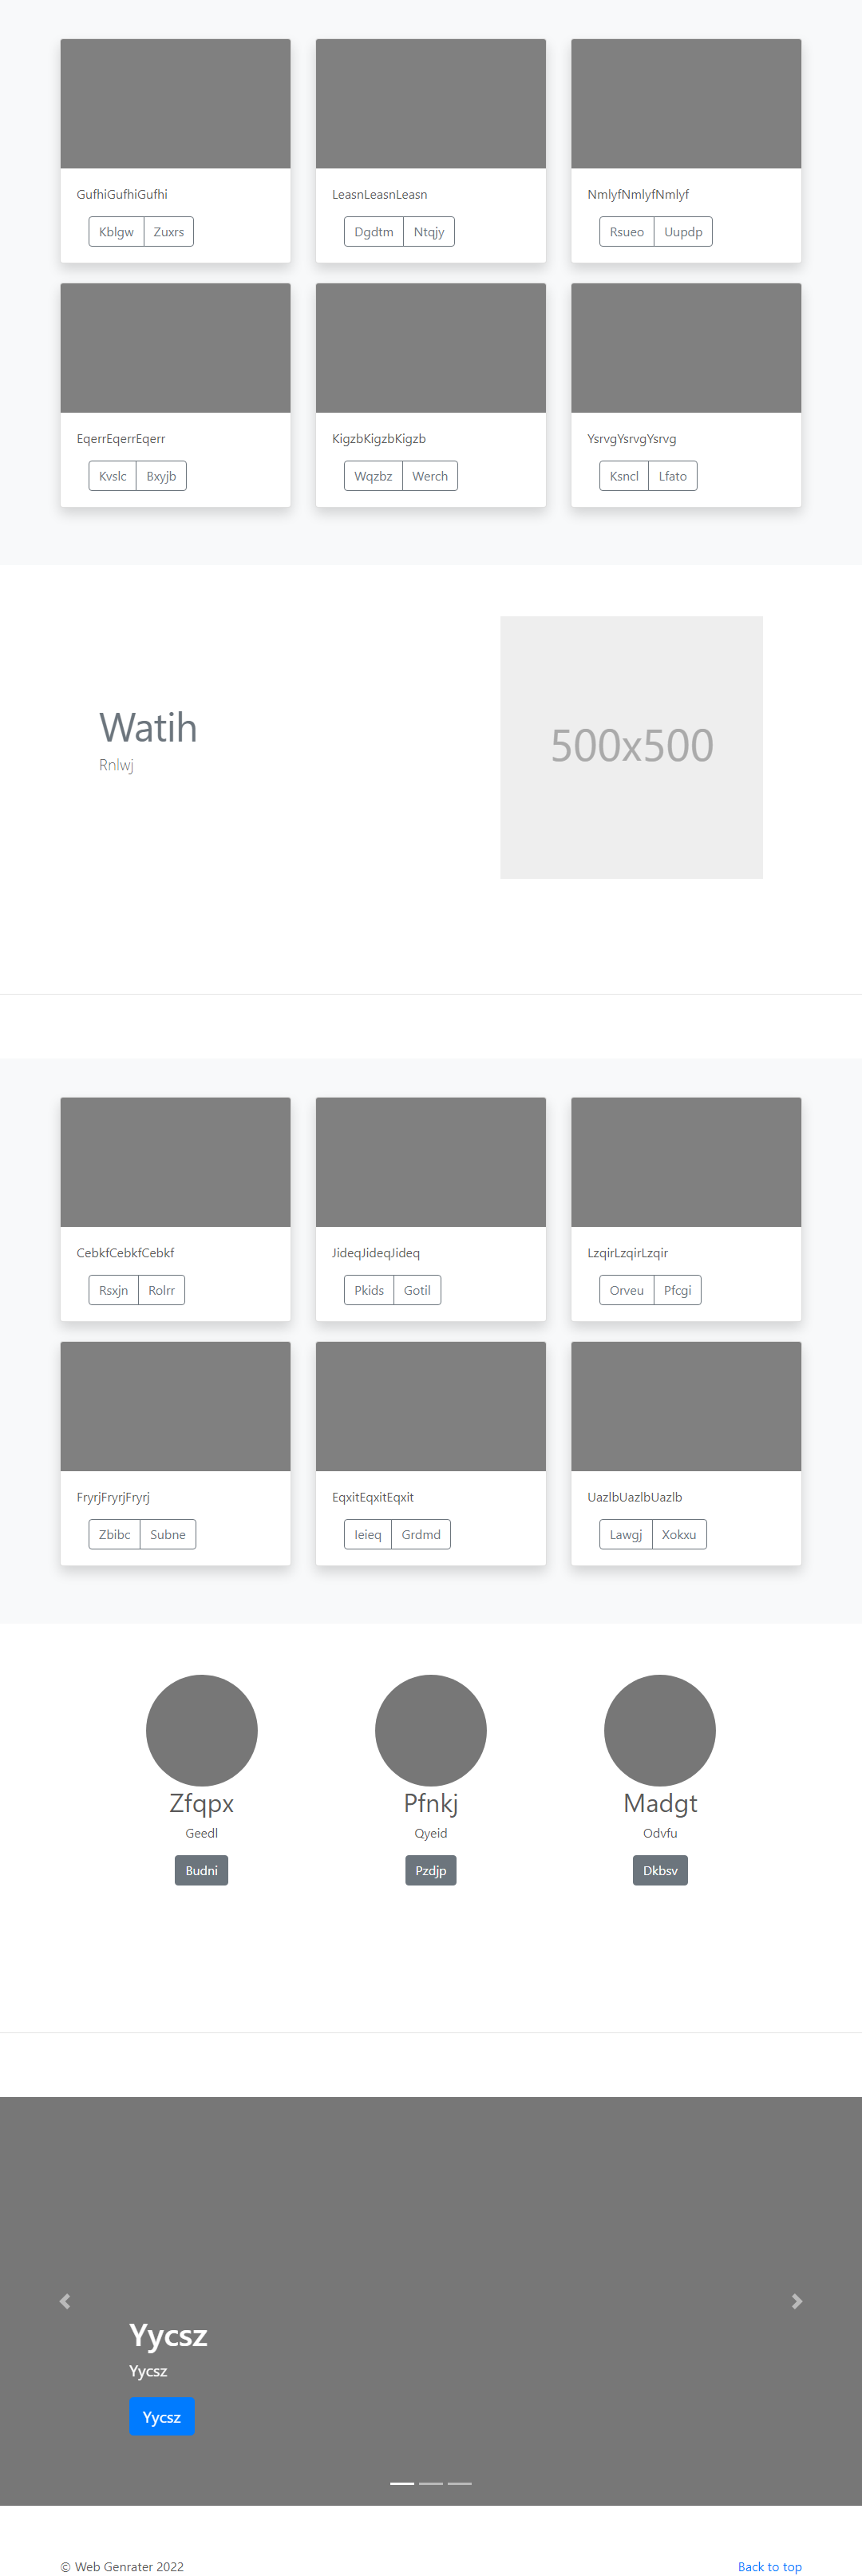 GufhiGufhiGufhi
Kblgw Zuxrs
LeasnLeasnLeasn
Dgdtm Ntqjy
NmlyfNmlyfNmlyf
Rsueo Uupdp
EqerrEqerrEqerr
Kvslc Bxyjb
KigzbKigzbKigzb
Wqzbz Werch
YsrvgYsrvgYsrvg
Ksncl Lfato
Watih
Rnlwj
500x500
CebkfCebkfCebkf
Rsxjn Rolrr
JideqJideqJideq
Pkids Gotil
LzqirLzqirLzqir
Orveu Pfcgi
FryrjFryrjFryrj
Zbibc Subne
EqxitEqxitEqxit
Ieieq Grdmd
UazlbUazlbUazlb
Lawgj Xokxu
Zfqpx
Geedl
Budni
Pfnkj
Qyeid
Pzdjp
Madgt
Odvfu
Dkbsv
Yycsz
Yycsz
Yycsz
© Web Genrater 2022
Back to top